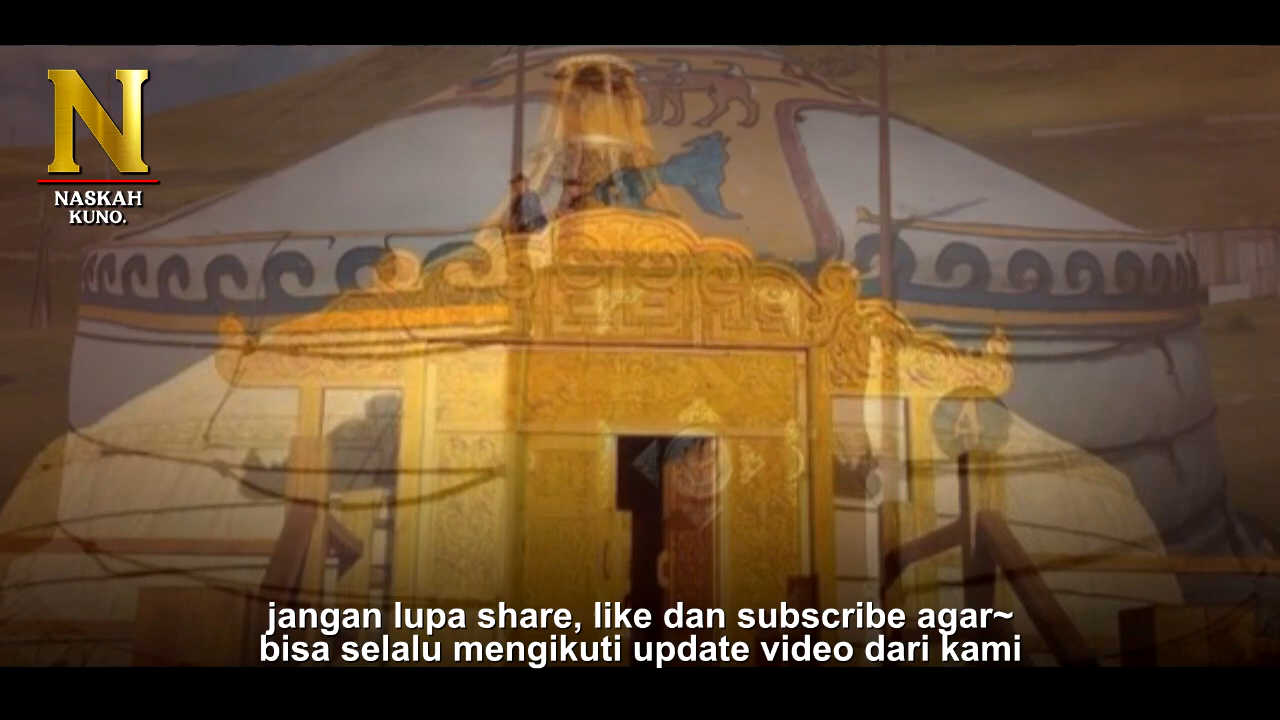 N
NASKAH
KUNO.
jangan lupa share, like dan subscribe agar~
bisa selalu mengikuti update video dari kami